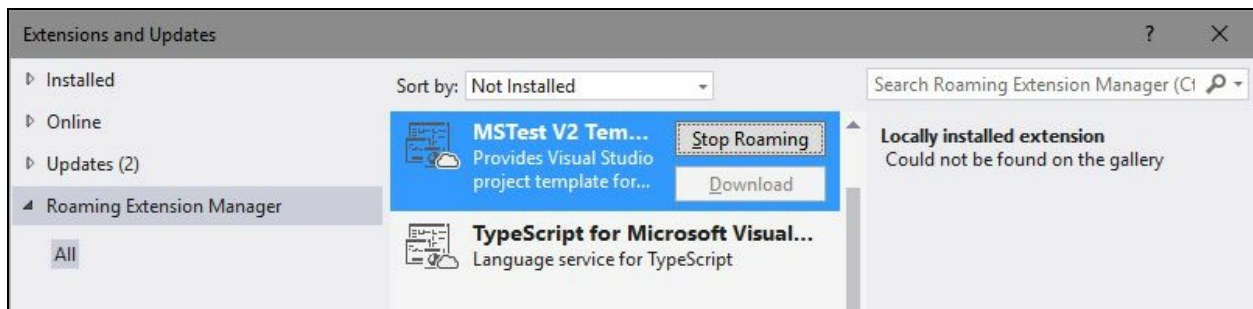 Extensions and Updates
?
Installed
Online
Updates (2)
Roaming Extension Manager
All
Sort by: Not Installed
MSTest V2 Tem...
Provides Visual Studio
project template for...
Stop Roaming
Download
TypeScript for Microsoft Visual...
Language service for TypeScript
Search Roaming Extension Manager (Ct
Locally installed extension
Could not be found on the gallery